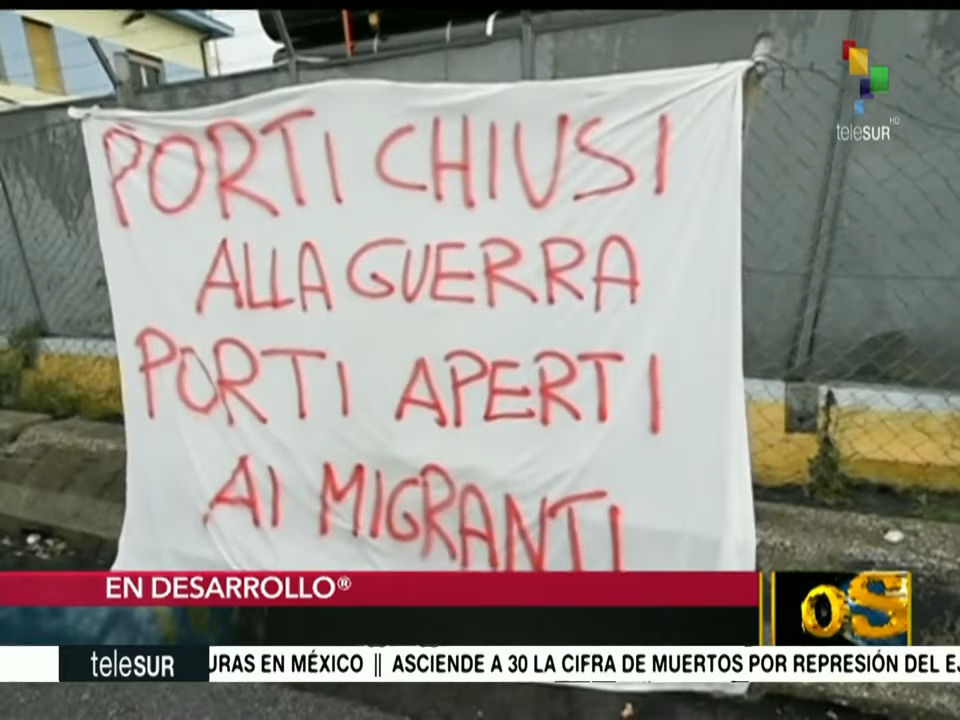 teleSUR HD
PORTI CHIUSI
ALLA GUERRA
PORTI APERTI
AI MIGRANTI
EN DESARROLLO®
OS
teleSUR URAS EN MÉXICO || ASCIENDE A 30 LA CIFRA DE MUERTOS POR REPRESIÓN DEL EJ